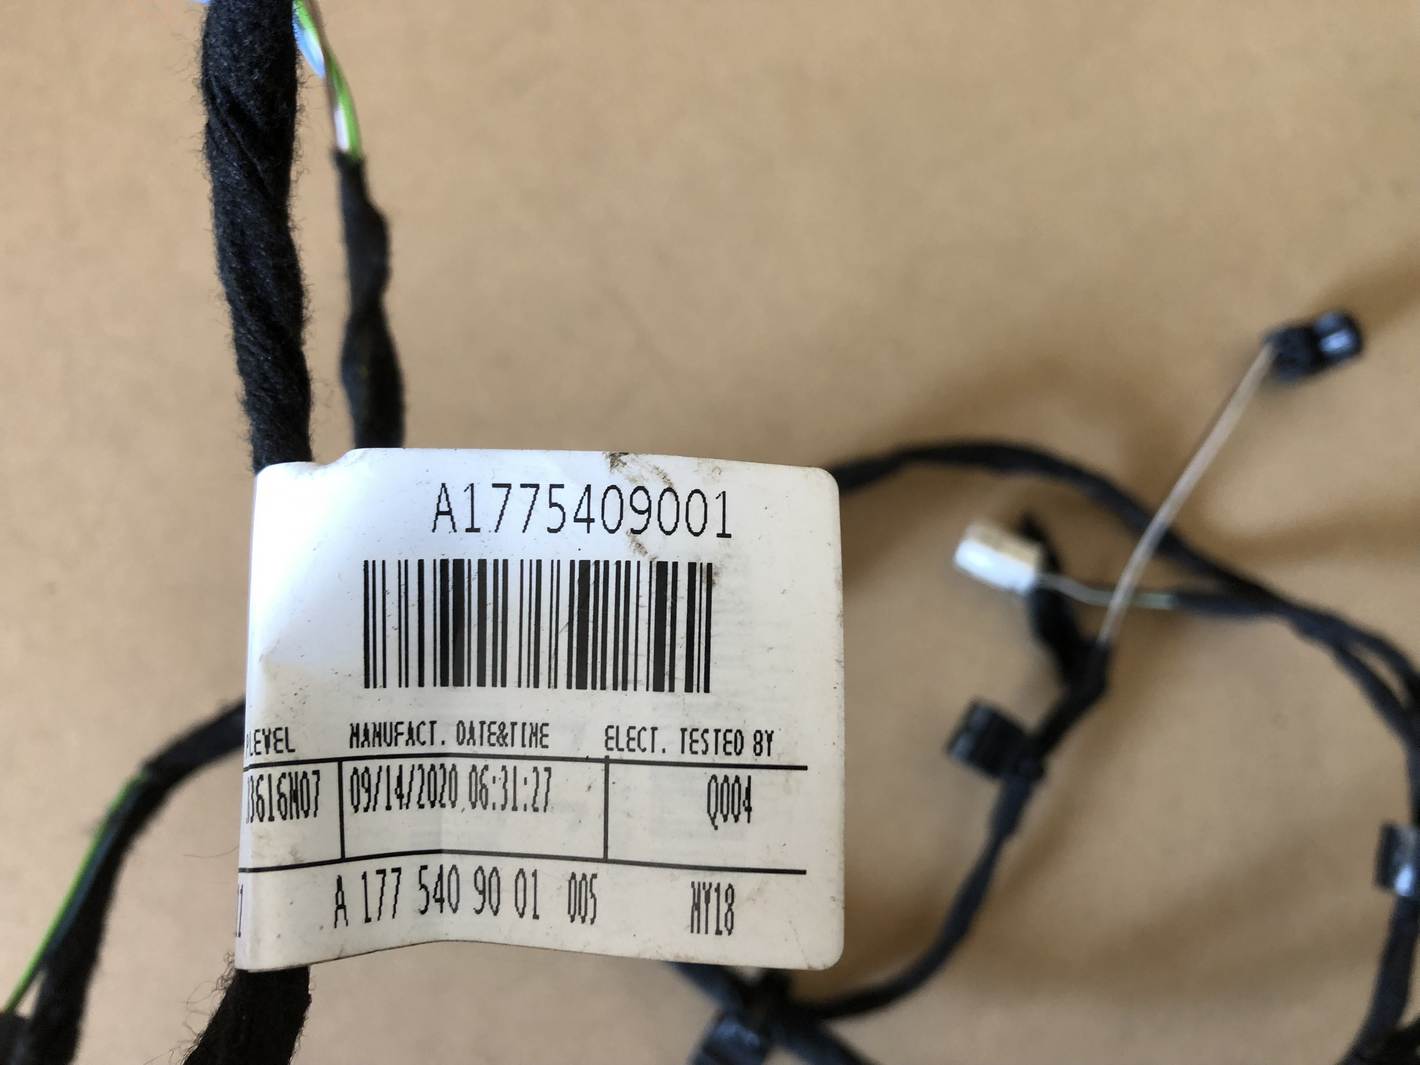 A1775409001
LEVEL MANUFACT. DATE&TIME ELECT. TESTED BY
3616N07 09/14/2020 06:31:27 Q004
A 177 540 90 01 005 MY18